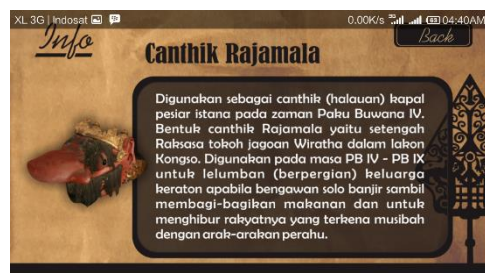 XL 3G | Indosat
0.00K/s 3G 83 04:40AM
Info
Back
Canthik Rajamala
Digunakan sebagai canthik (halauan) kapal
pesiar istana pada zaman Paku Buwana IV.
Bentuk canthik Rajamala yaitu setengah
Raksasa tokoh jagoan Wiratha dalam lakon
Kongso. Digunakan pada masa PB IV - PB IX
untuk lelumban (berpergian) keluarga
keraton apabila bengawan solo banjir sambil
membagi-bagikan makanan dan untuk
menghibur rakyatnya yang terkena musibah
dengan arak-arakan perahu.